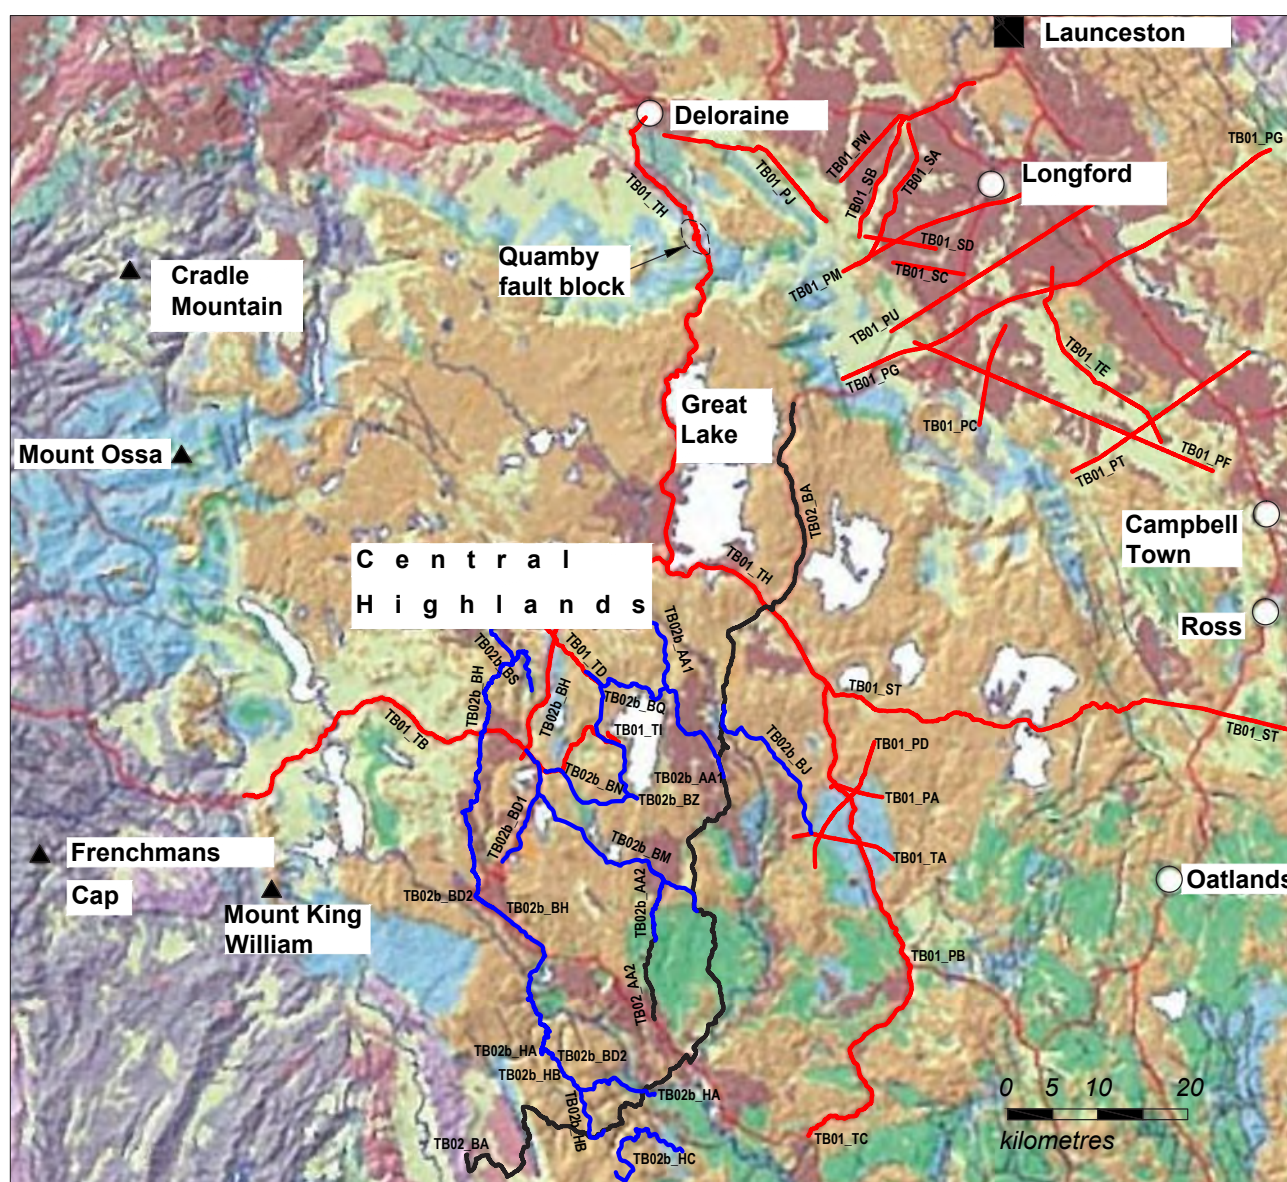 Launceston
Deloraine
TB01_PG
TB01_PW
TB01_SB
TB01_SA
TB01_PJ
Longford
TB01_TH
Quamby
fault block
TB01_SD
TB01_SC
TB01_PM
Cradle
Mountain
TB01_PU
TB01_PG
TB01_TE
Great
Lake
TB01_PC
TB01_PF
TB01_PT
Mount Ossa
TB02_BA
Campbell
Town
Central
Highlands
TB01_TH
Ross
TB02b_AA1
TB02b_BS
TB01_TD
TB02b_BH
TB02b_BH
TB02b_BQ
TB01_ST
TB01_ST
TB01_TB
TB01_TI
TB01_PD
TB02b_BJ
TB02b_AA1
TB02b_BN
TB02b_BZ
TB01_PA
TB02b_BD1
TB02b_BM
TB01_TA
Frenchmans
Cap
Mount King
William
TB02b_BD2
TB02b_BH
TB02b_AA2
Oatlands
TB01_PB
TB02_AA2
TB02b_HA
TB02b_BD2
TB02b_HB
TB02b_HA
TB02b_HB
0 5 10 20
kilometres
TB02_BA
TB02b_HC
TB01_TC